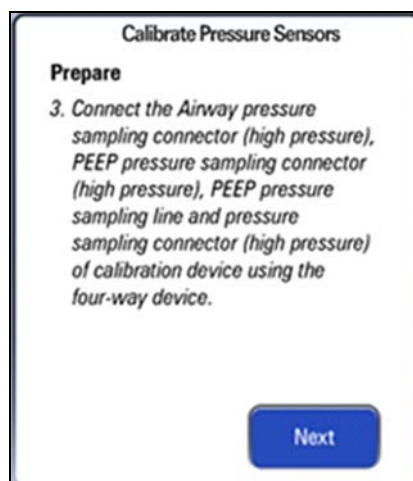 Calibrate Pressure Sensors
Prepare
3. Connect the Airway pressure
sampling connector (high pressure),
PEEP pressure sampling connector
(high pressure), PEEP pressure
sampling line and pressure
sampling connector (high pressure)
of calibration device using the
four-way device.
Next